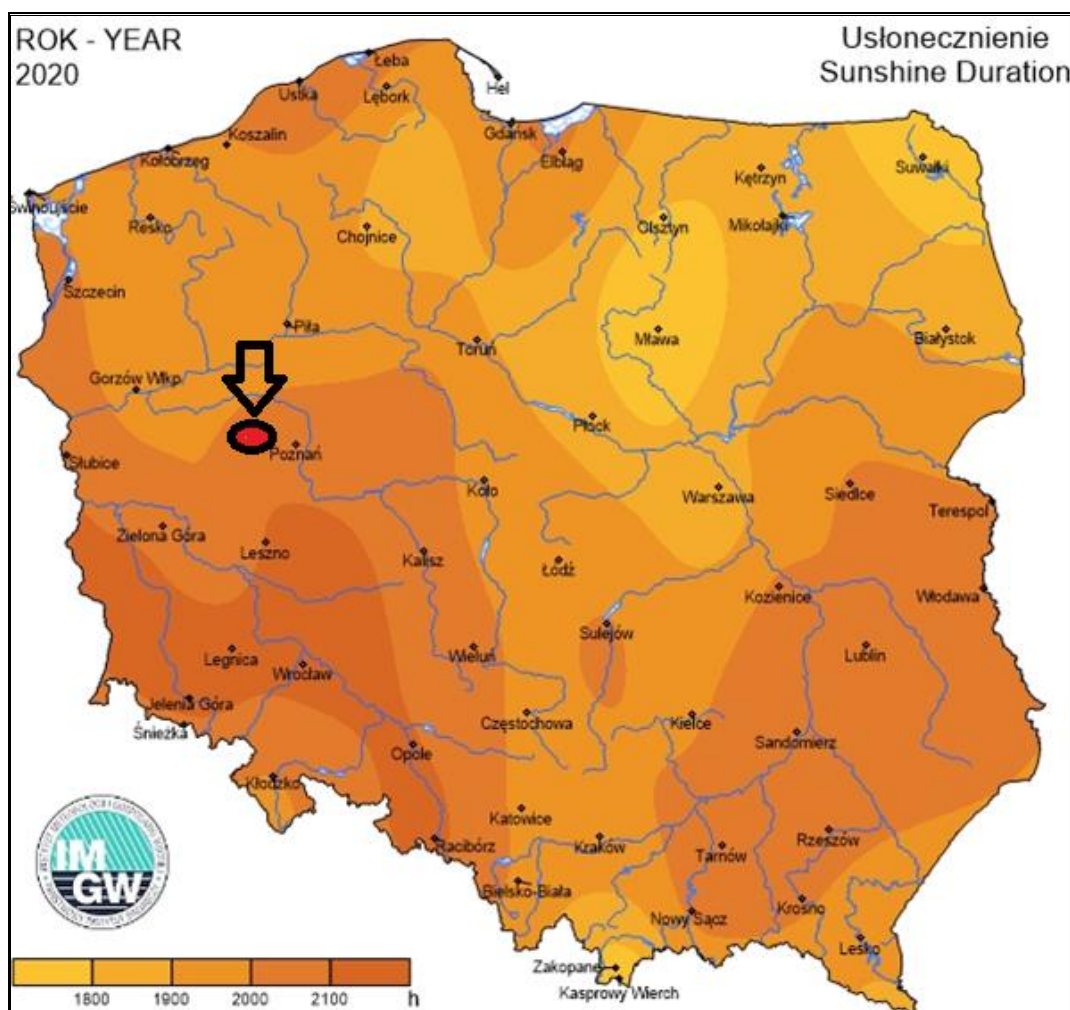 ROK - YEAR
2020
Usłonecznienie
Sunshine Duration
Łeba
Ustka
Lębork
Hel
Koszalin
Gdańsk
Kołobrzeg
Elbląg
Kętrzyn
Suwałki
Świnoujście
Resko
Chojnice
Olsztyn
Mikołajki
Szczecin
Piła
Toruń
Mława
Białystok
Gorzów Wlkp.
Płock
Słubice
Poznań
Koło
Warszawa
Siedlce
Terespol
Zielona Góra
Leszno
Kalisz
Łódź
Kozienice
Włodawa
Sulejów
Legnica
Wrocław
Wieluń
Lublin
Jelenia Góra
Śnieżka
Częstochowa
Kielce
Sandomierz
Opole
Kłodzko
Katowice
Kraków
Racibórz
Tarnów
Rzeszów
Bielsko-Biała
Nowy Sącz
Krosno
Lesko
Zakopane
Kasprowy Wierch
IM
GW
1800 1900 2000 2100 h